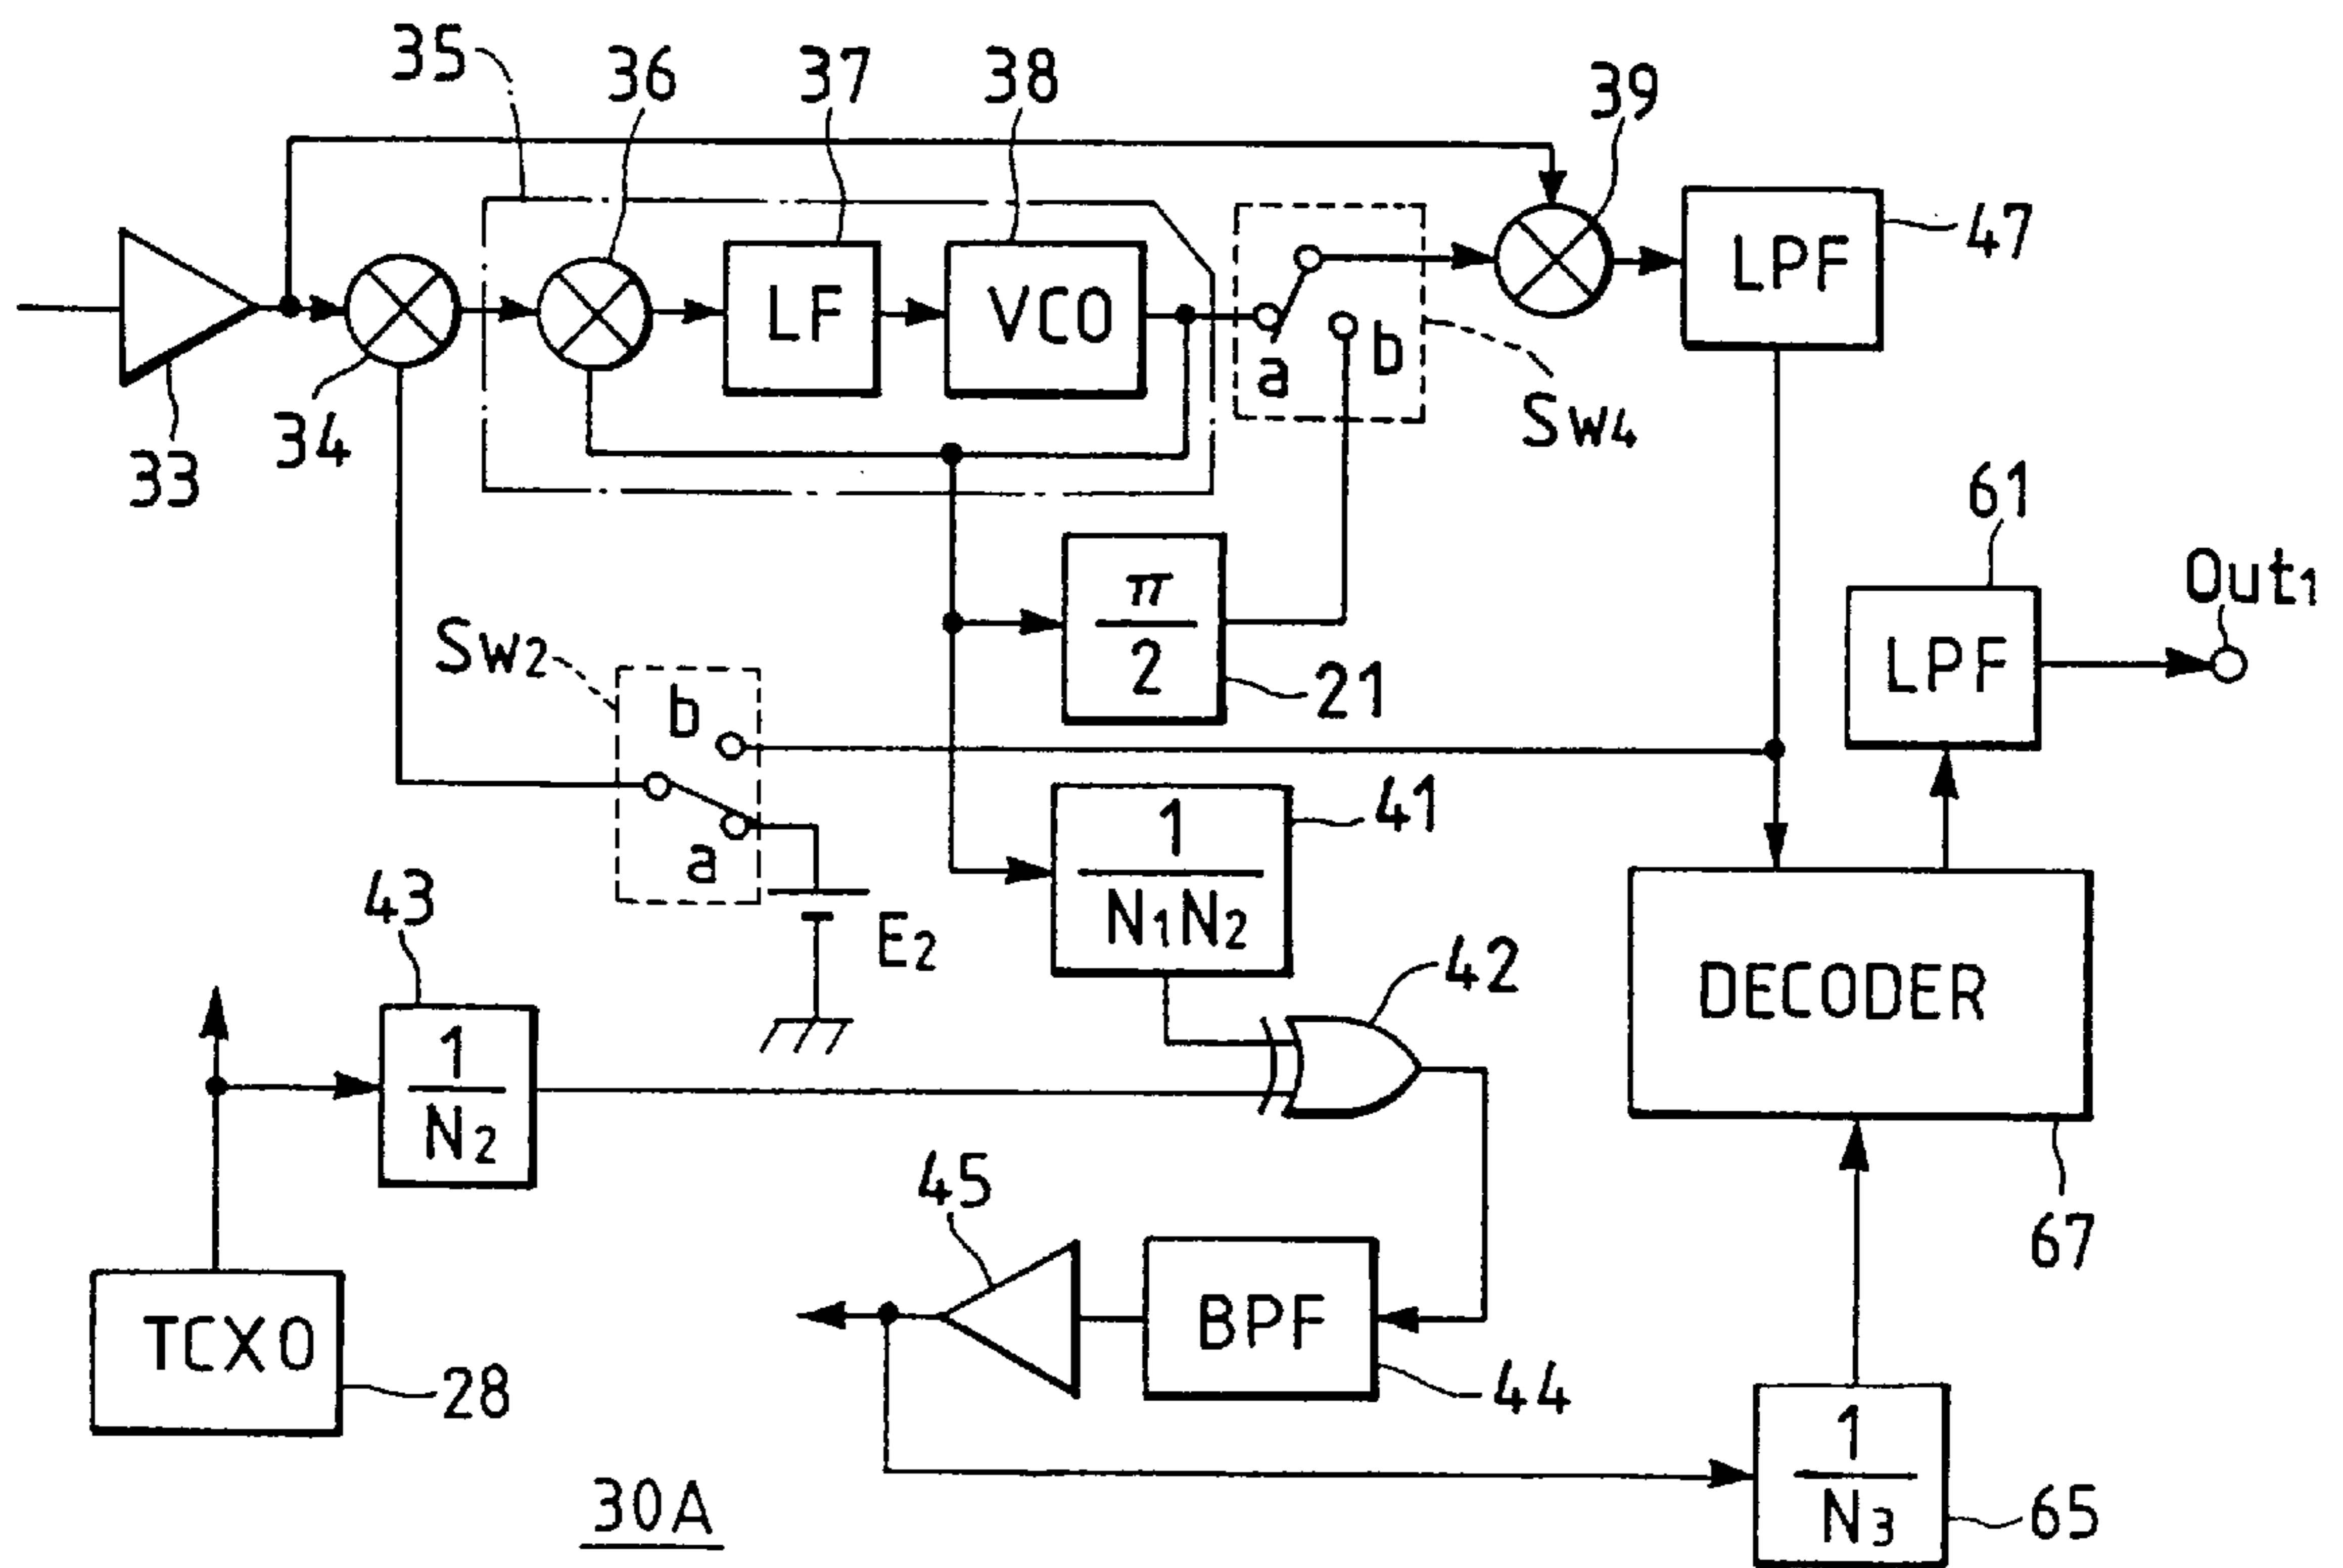 35
36
37
38
39
LF
VCO
LPF
47
a
b
Sw4
33
34
π
2
21
61
Out1
LPF
Sw2
b
a
E2
1
N1N2
41
43
1
N2
42
DECODER
67
45
BPF
44
TCXO
28
1
N3
65
30A